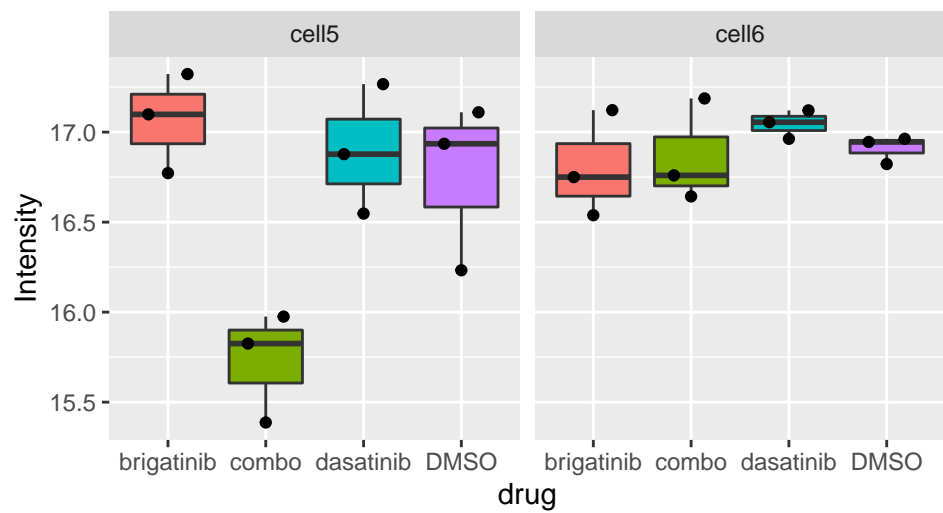 cell5 cell6
Intensity
17.0
16.5
16.0
15.5
brigatinib combo dasatinib DMSO brigatinib combo dasatinib DMSO
drug